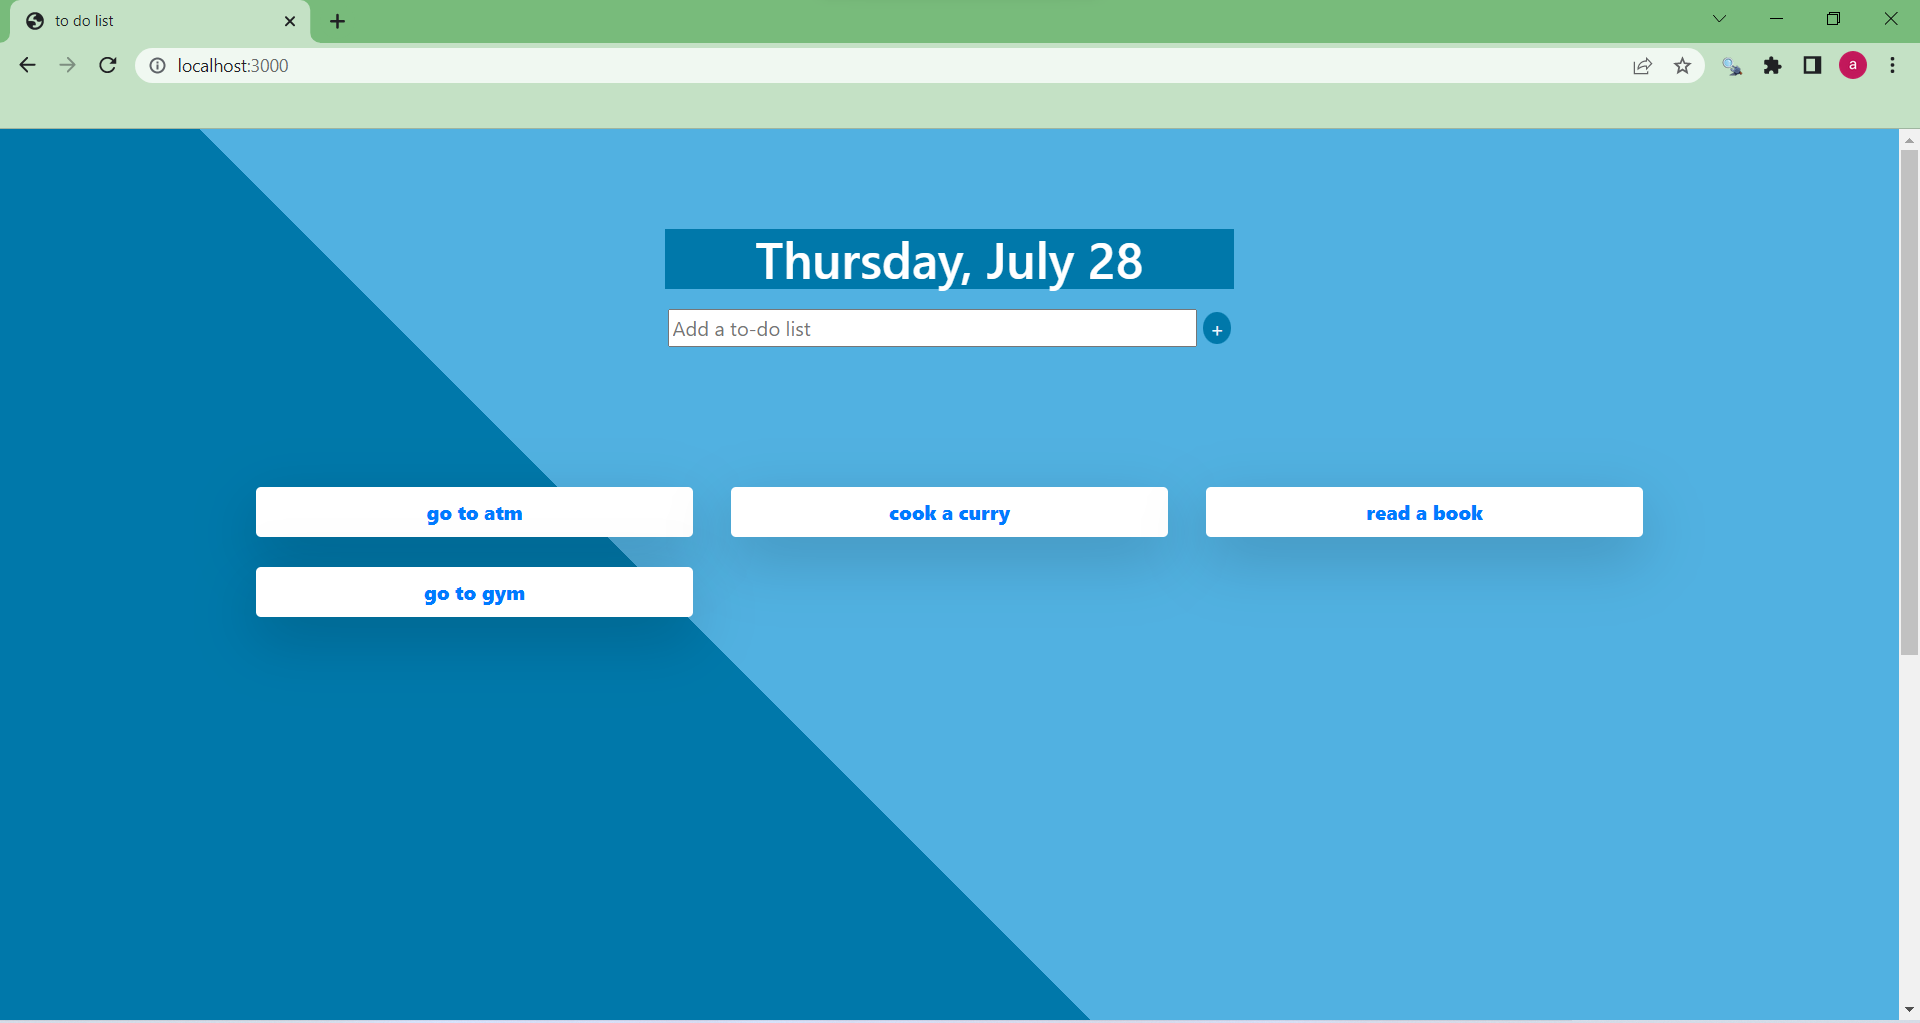 to do list
localhost:3000
a
Thursday, July 28
Add a to-do list
+
go to atm
cook a curry
read a book
go to gym